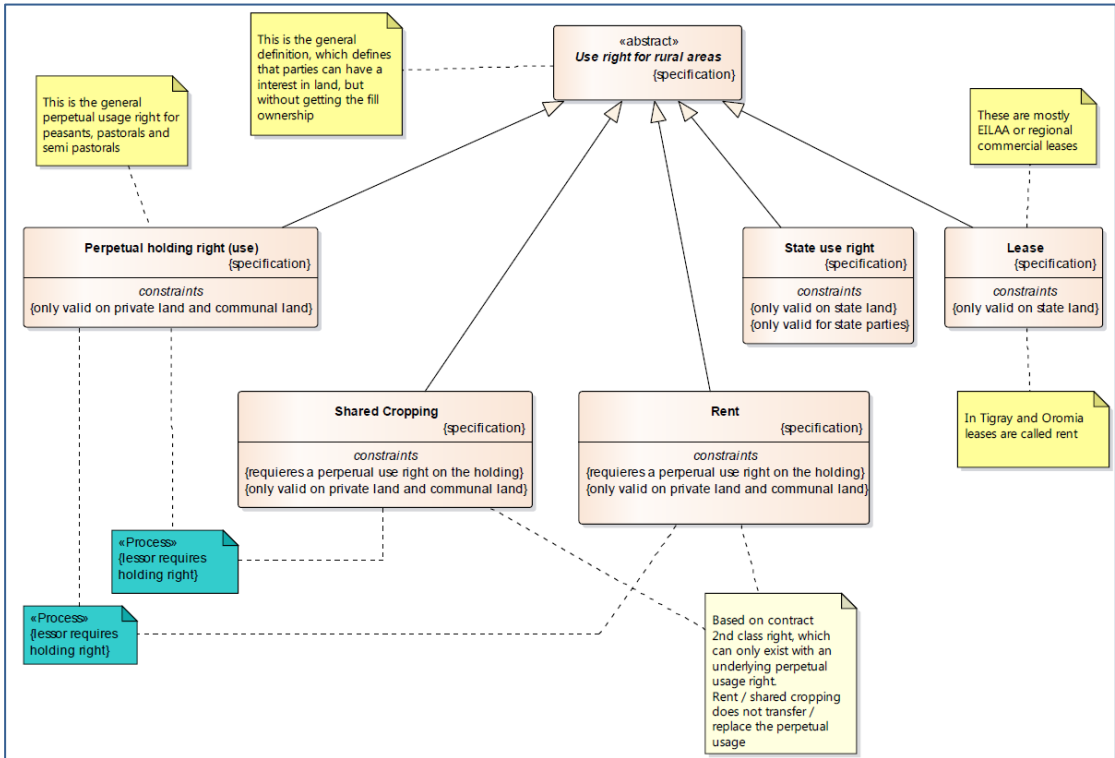 This is the general
definition, which defines
that parties can have a
interest in land, but
without getting the fill
ownership
«abstract»
Use right for rural areas
{specification}
This is the general
perpetual usage right for
peasants, pastorals and
semi pastorals
These are mostly
EILAA or regional
commercial leases
Perpetual holding right (use)
{specification}
constraints
{only valid on private land and communal land}
State use right
{specification}
constraints
{only valid on state land}
{only valid for state parties}
Lease
{specification}
constraints
{only valid on state land}
Shared Cropping
{specification}
constraints
{requieres a perperual use right on the holding}
{only valid on private land and communal land}
Rent
{specification}
constraints
{requieres a perperual use right on the holding}
{only valid on private land and communal land}
In Tigray and Oromia
leases are called rent
«Process»
{lessor requires
holding right}
«Process»
{lessor requires
holding right}
Based on contract
2nd class right, which
can only exist with an
underlying perpetual
usage right.
Rent / shared cropping
does not transfer /
replace the perpetual
usage